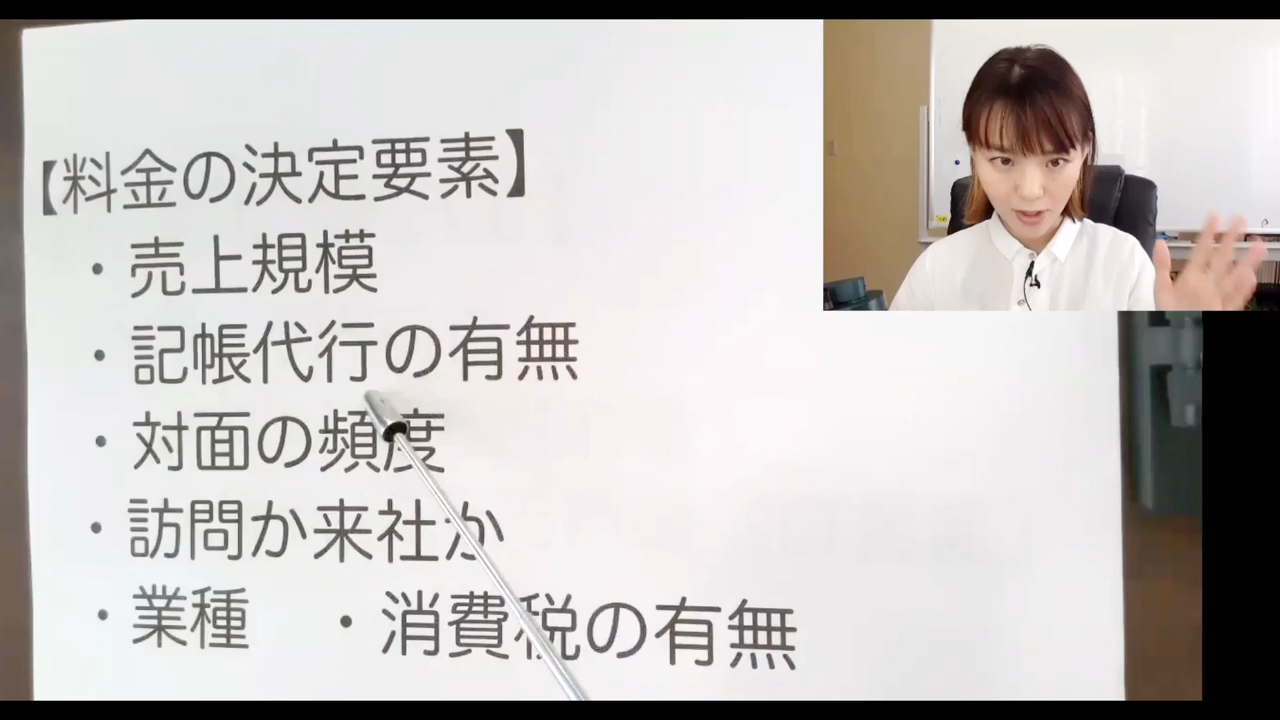 【料金の決定要素】
・売上規模
・記帳代行の有無
・対面の頻度
・訪問か来社か
・業種　・消費税の有無